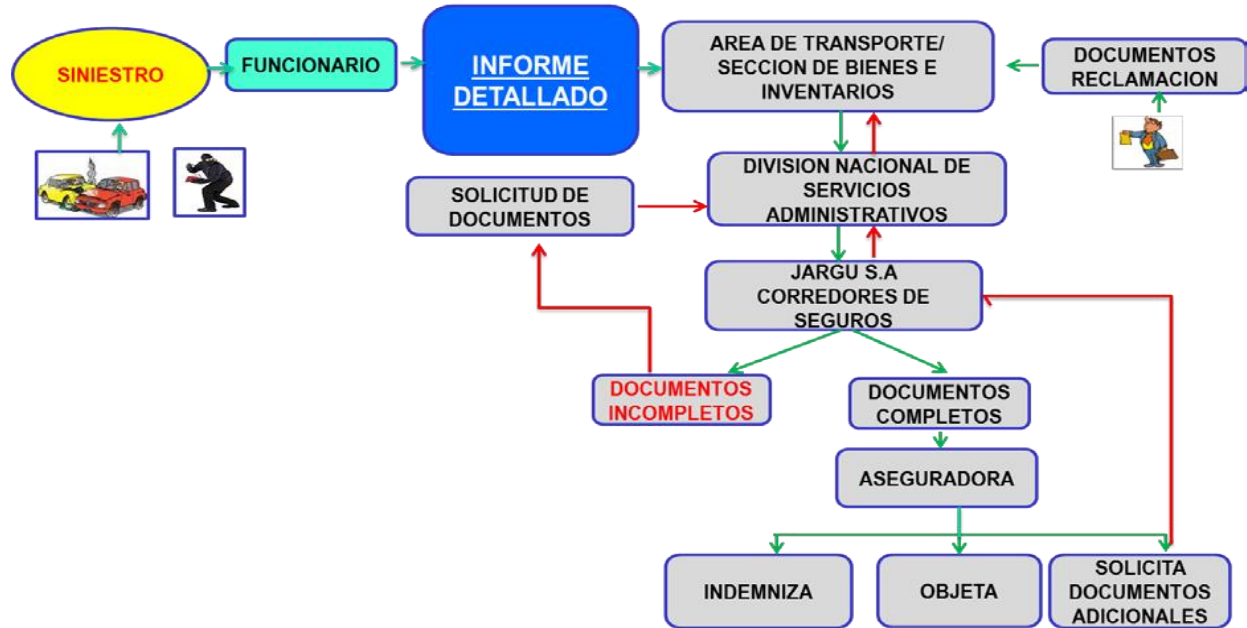 SINIESTRO
FUNCIONARIO
INFORME
DETALLADO
AREA DE TRANSPORTE/
SECCION DE BIENES E
INVENTARIOS
DOCUMENTOS
RECLAMACION
SOLICITUD DE
DOCUMENTOS
DIVISION NACIONAL DE
SERVICIOS
ADMINISTRATIVOS
JARGU S.A
CORREDORES DE
SEGUROS
DOCUMENTOS
INCOMPLETOS
DOCUMENTOS
COMPLETOS
ASEGURADORA
INDEMNIZA
OBJETA
SOLICITA
DOCUMENTOS
ADICIONALES